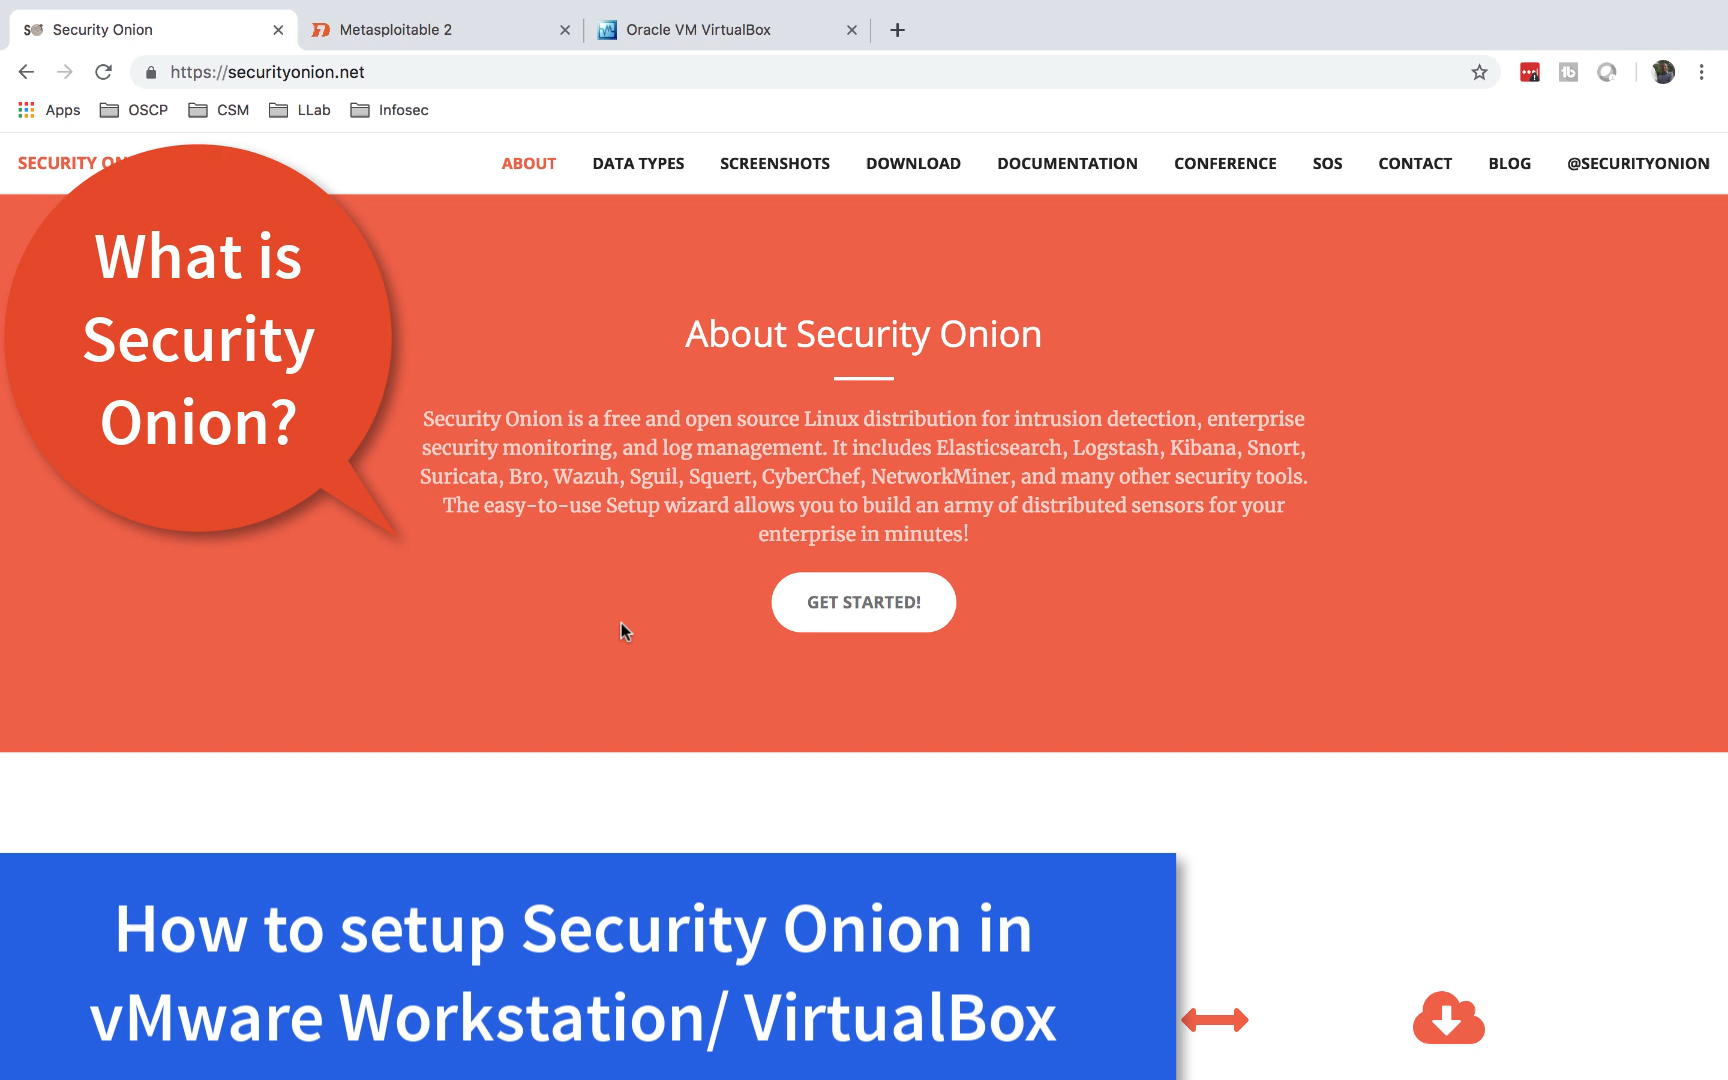 Security Onion
Metasploitable 2
Oracle VM VirtualBox
https://securityonion.net
Apps
OSCP
CSM
LLab
Infosec
SECURITY ON
ABOUT
DATA TYPES
SCREENSHOTS
DOWNLOAD
DOCUMENTATION
CONFERENCE
SOS
CONTACT
BLOG
@SECURITYONION
What is
Security
Onion?
About Security Onion
Security Onion is a free and open source Linux distribution for intrusion detection, enterprise
security monitoring, and log management. It includes Elasticsearch, Logstash, Kibana, Snort,
Suricata, Bro, Wazuh, Sguil, Squert, CyberChef, NetworkMiner, and many other security tools.
The easy-to-use Setup wizard allows you to build an army of distributed sensors for your
enterprise in minutes!
GET STARTED!
How to setup Security Onion in
vMware Workstation/ VirtualBox